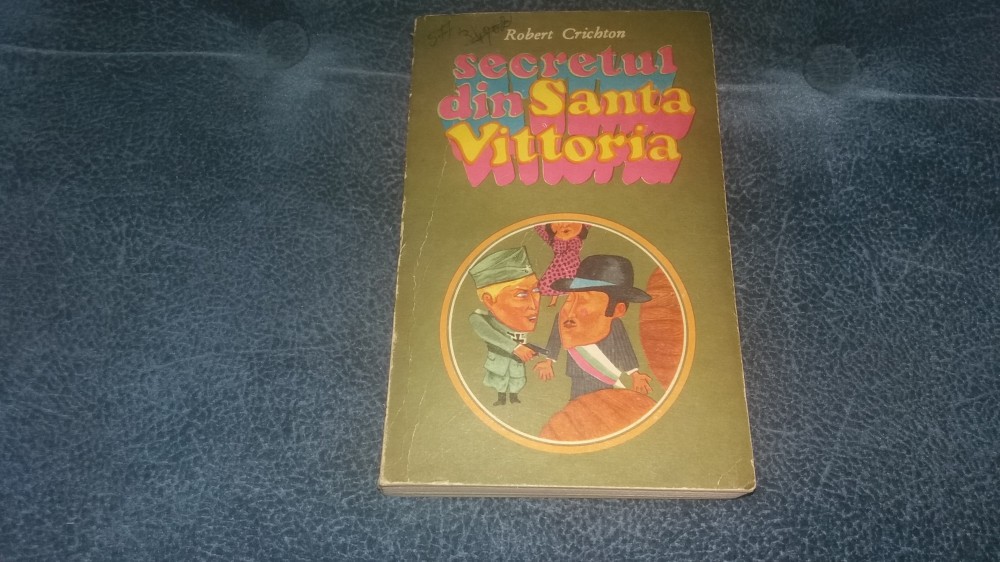 Robert Crichton
secretul
din Santa
Vittoria